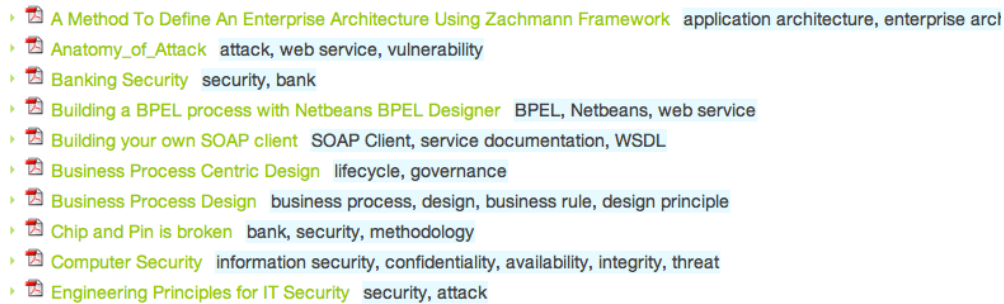 A Method To Define An Enterprise Architecture Using Zachmann Framework application architecture, enterprise
Anatomy_of_Attack attack, web service, vulnerability
Banking Security security, bank
Building a BPEL process with Netbeans BPEL Designer BPEL, Netbeans, web service
Building your own SOAP client SOAP Client, service documentation, WSDL
Business Process Centric Design lifecycle, governance
Business Process Design business process, design, business rule, design principle
Chip and Pin is broken bank, security, methodology
Computer Security information security, confidentiality, availability, integrity, threat
Engineering Principles for IT Security security, attack